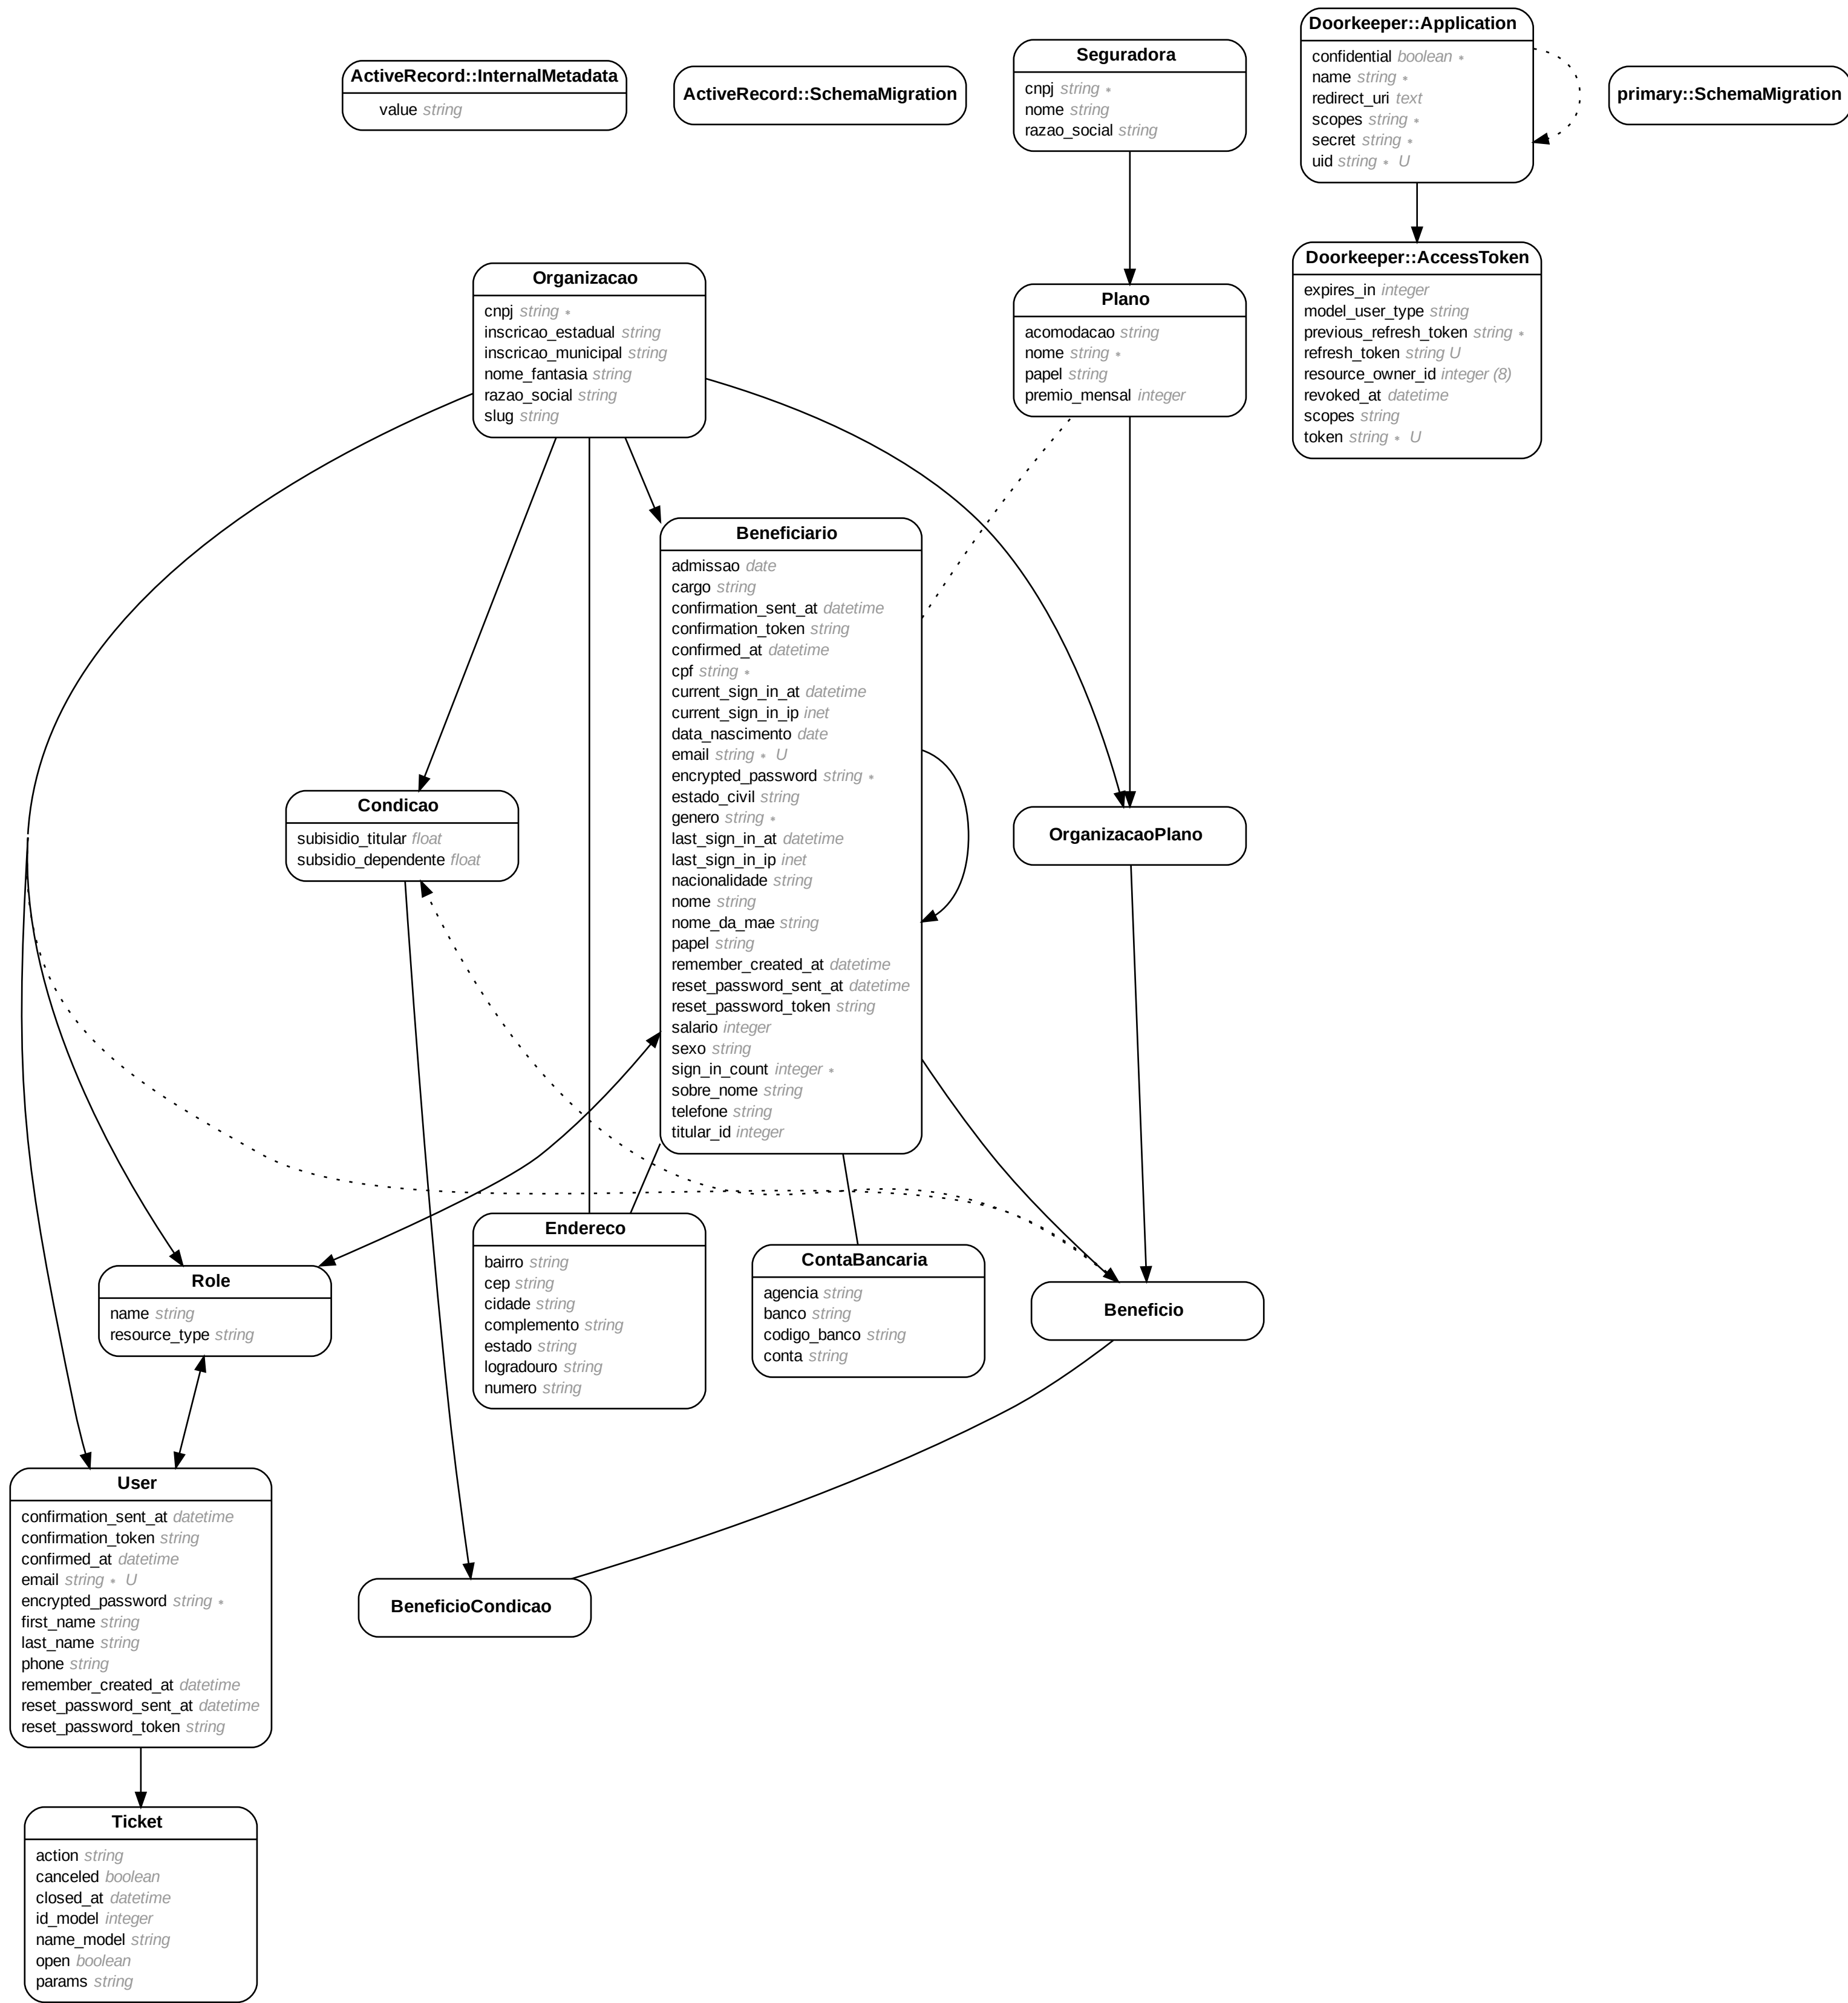 ActiveRecord::InternalMetadata
value string
ActiveRecord::SchemaMigration
Seguradora
cnpj string *
nome string
razao_social string
Doorkeeper::Application
confidential boolean *
name string *
redirect_uri text
scopes string *
secret string *
uid string * U
primary::SchemaMigration
Organizacao
cnpj string *
inscricao_estadual string
inscricao_municipal string
nome_fantasia string
razao_social string
slug string
Plano
acomodacao string
nome string *
papel string
premio_mensal integer
Doorkeeper::AccessToken
expires_in integer
model_user_type string
previous_refresh_token string *
refresh_token string U
resource_owner_id integer (8)
revoked_at datetime
scopes string
token string * U
Beneficiario
admissao date
cargo string
confirmation_sent_at datetime
confirmation_token string
confirmed_at datetime
cpf string *
current_sign_in_at datetime
current_sign_in_ip inet
data_nascimento date
email string * U
encrypted_password string *
estado_civil string
genero string *
last_sign_in_at datetime
last_sign_in_ip inet
nacionalidade string
nome string
nome_da_mae string
papel string
remember_created_at datetime
reset_password_sent_at datetime
reset_password_token string
salario integer
sexo string
sign_in_count integer *
sobre_nome string
telefone string
titular_id integer
Condicao
subisidio_titular float
subsidio_dependente float
OrganizacaoPlano
Role
name string
resource_type string
Endereco
bairro string
cep string
cidade string
complemento string
estado string
logradouro string
numero string
ContaBancaria
agencia string
banco string
codigo_banco string
conta string
Beneficio
User
confirmation_sent_at datetime
confirmation_token string
confirmed_at datetime
email string * U
encrypted_password string *
first_name string
last_name string
phone string
remember_created_at datetime
reset_password_sent_at datetime
reset_password_token string
BeneficioCondicao
Ticket
action string
canceled boolean
closed_at datetime
id_model integer
name_model string
open boolean
params string